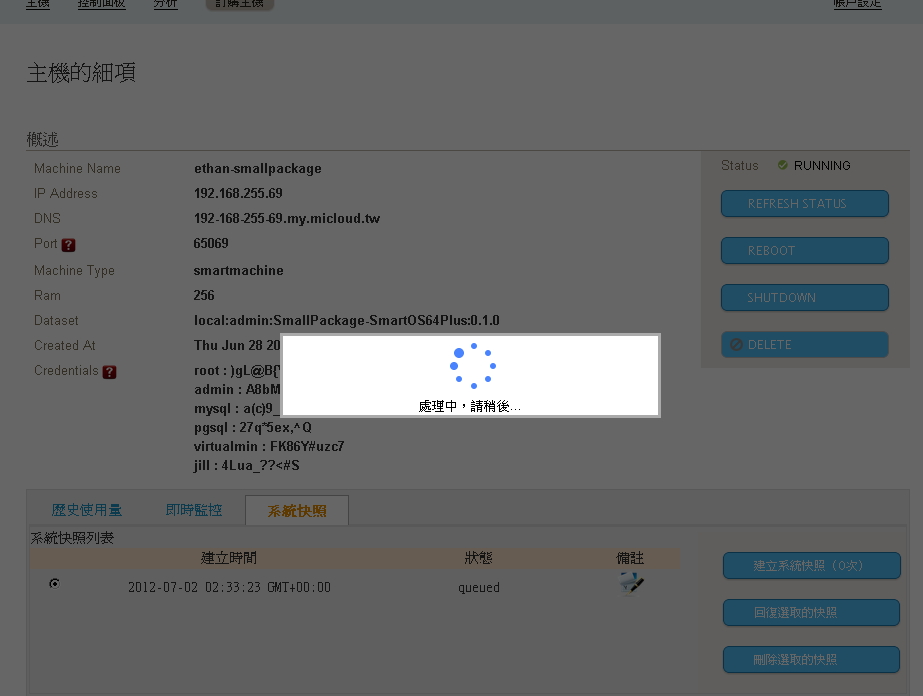 主機 控制面板 分析 訂購主機 帳戶設定
主機的細項
概述
Machine Name ethan-smallpackage
Status RUNNING
IP Address 192.168.255.69
REFRESH STATUS
DNS 192-168-255-69.my.micloud.tw
Port ? 65069
REBOOT
Machine Type smartmachine
Ram 256
SHUTDOWN
Dataset local:admin:SmallPackage-SmartOS64Plus:0.1.0
Created At Thu Jun 28 20
DELETE
Credentials ? root : )gL@B
admin : A8bM
處理中，請稍後...
mysql : a(c)9_
pgsql : 27q*5ex,^Q
virtualmin : FK86Y#uzc7
jill : 4Lua_??<#S
歷史使用量 即時監控 系統快照
系統快照列表
建立時間 狀態 備註
建立系統快照（0次）
2012-07-02 02:33:23 GMT+00:00 queued
回復選取的快照
刪除選取的快照